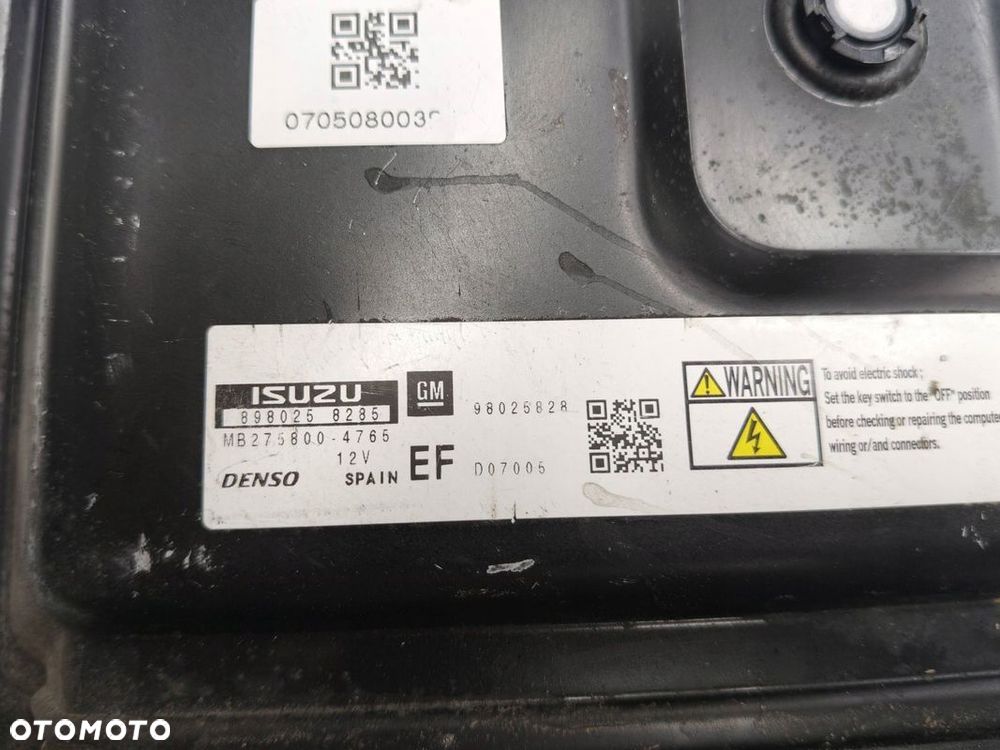 070508003
ISUZU
898025 8285
MB275800-4765
12V
DENSO
SPAIN
GM
EF
98025828
D07005
WARNING
To avoid electric shock ;
Set the key switch to the "OFF" position
before checking or repairing the computer
wiring or/and connectors.
OTOMOTO